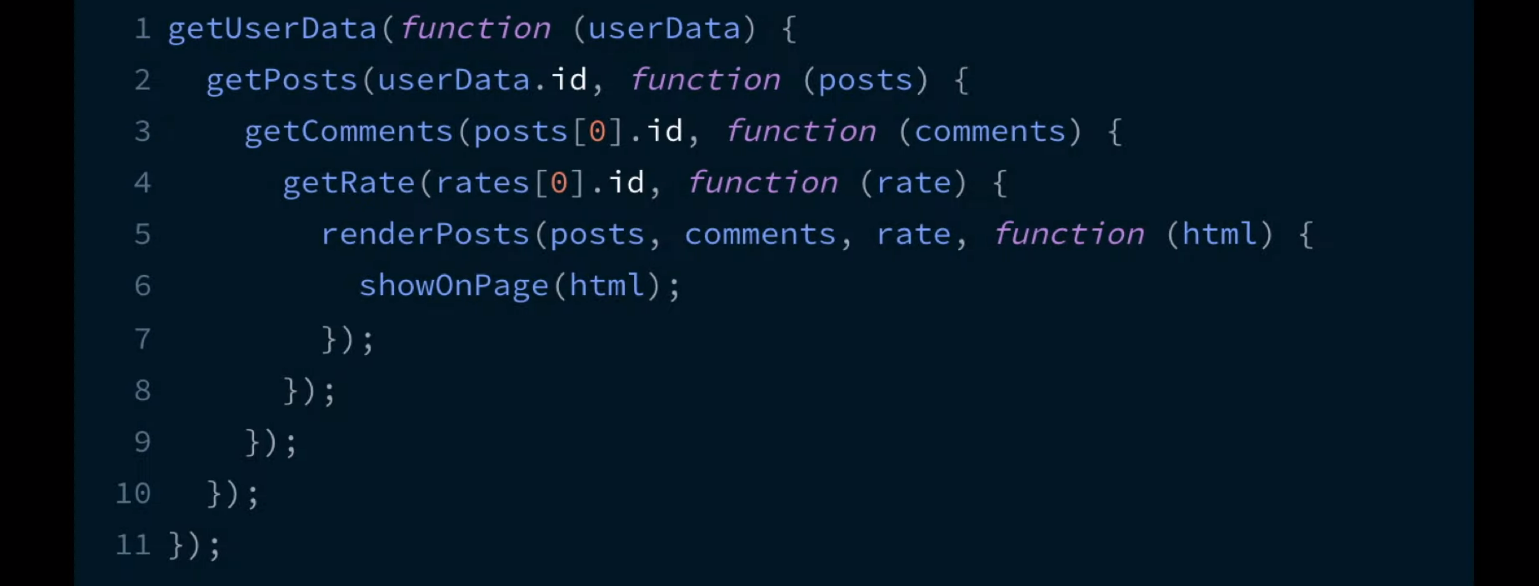 1 getUserData(function (userData) {
2   getPosts(userData.id, function (posts) {
3     getComments(posts[0].id, function (comments) {
4       getRate(rates[0].id, function (rate) {
5         renderPosts(posts, comments, rate, function (html) {
6           showOnPage(html);
7         });
8       });
9     });
10   });
11 });